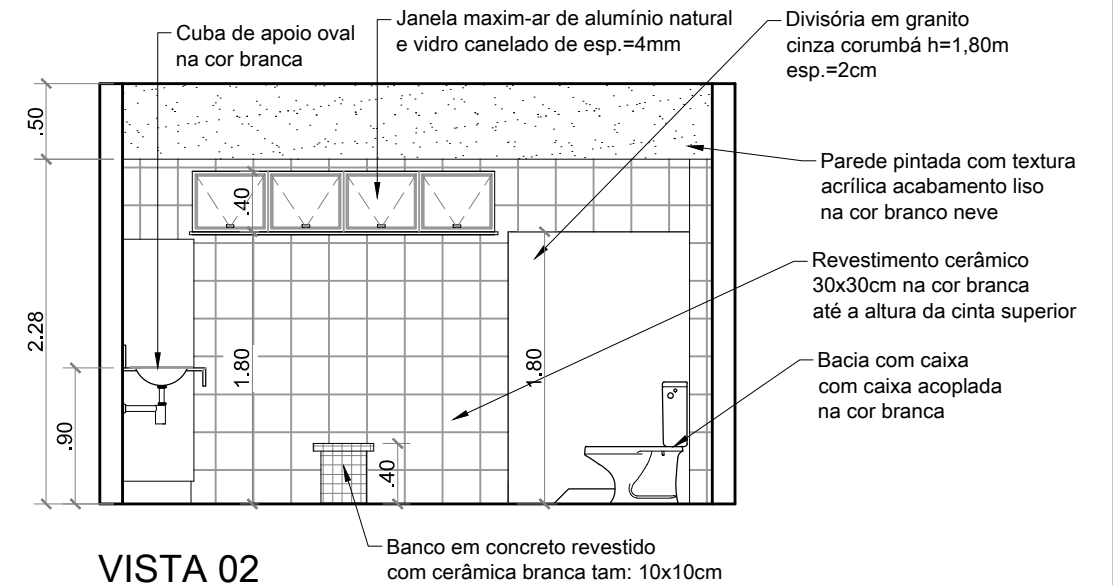 Cuba de apoio oval
na cor branca
Janela maxim-ar de alumínio natural
e vidro canelado de esp.=4mm
Divisória em granito
cinza corumbá h=1,80m
esp.=2cm
.50
Parede pintada com textura
acrílica acabamento liso
na cor branco neve
.40
Revestimento cerâmico
30x30cm na cor branca
até a altura da cinta superior
2.28
1.80
1.80
Bacia com caixa
com caixa acoplada
na cor branca
.90
.40
Banco em concreto revestido
com cerâmica branca tam: 10x10cm
VISTA 02